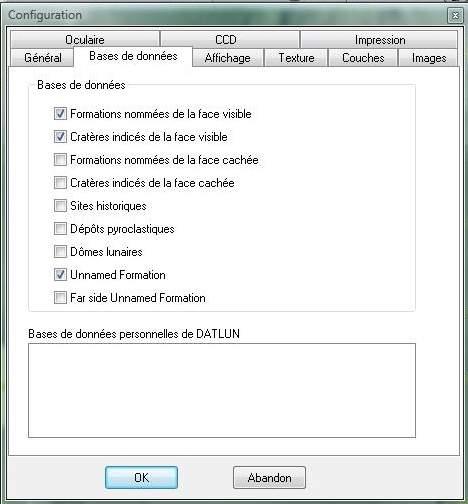 Configuration
Oculaire CCD Impression
Général Bases de données Affichage Texture Couches Images
Bases de données
Formations nommées de la face visible
Cratères indicés de la face visible
Formations nommées de la face cachée
Cratères indicés de la face cachée
Sites historiques
Dépôts pyroclastiques
Dômes lunaires
Unnamed Formation
Far side Unnamed Formation
Bases de données personnelles de DATLUN
OK Abandon